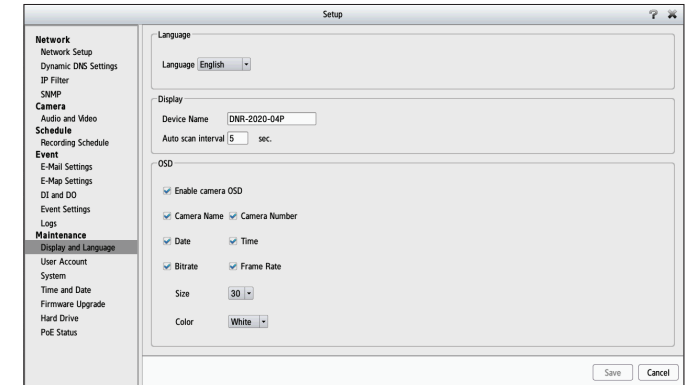 Setup
Network
Network Setup
Dynamic DNS Settings
IP Filter
SNMP
Camera
Audio and Video
Schedule
Recording Schedule
Event
E-Mail Settings
E-Map Settings
DI and DO
Event Settings
Logs
Maintenance
Display and Language
User Account
System
Time and Date
Firmware Upgrade
Hard Drive
PoE Status
Language
Language English
Display
Device Name DNR-2020-04P
Auto scan interval 5 sec.
OSD
Enable camera OSD
Camera Name Camera Number
Date Time
Bitrate Frame Rate
Size 30
Color White
Save Cancel